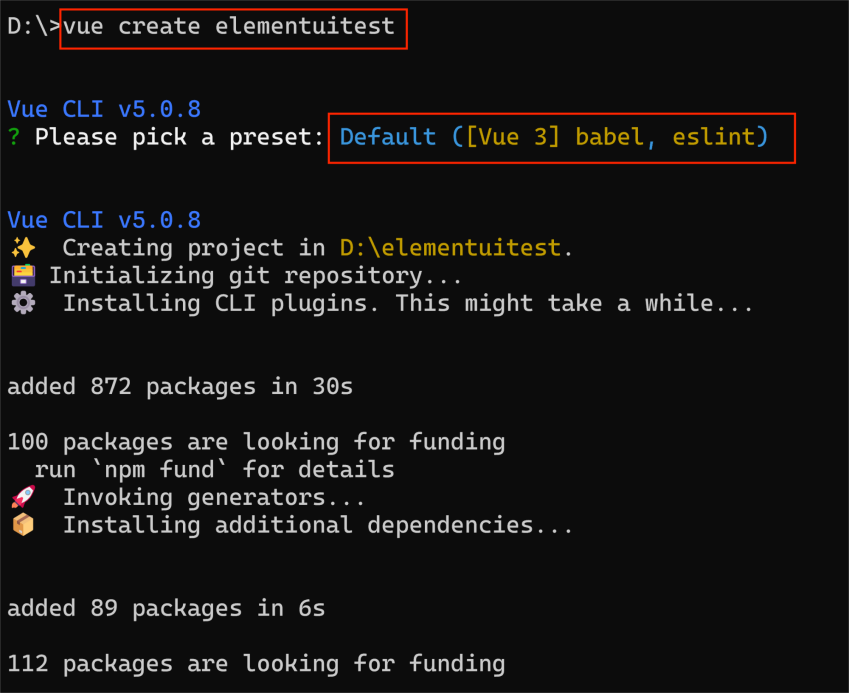 D:\>vue create elementuitest
Vue CLI v5.0.8
? Please pick a preset: Default ([Vue 3] babel, eslint)
Vue CLI v5.0.8
✨  Creating project in D:\elementuitest.
🗃 Initializing git repository...
⚙  Installing CLI plugins. This might take a while...
added 872 packages in 30s
100 packages are looking for funding
  run `npm fund` for details
🚀  Invoking generators...
📦  Installing additional dependencies...
added 89 packages in 6s
112 packages are looking for funding